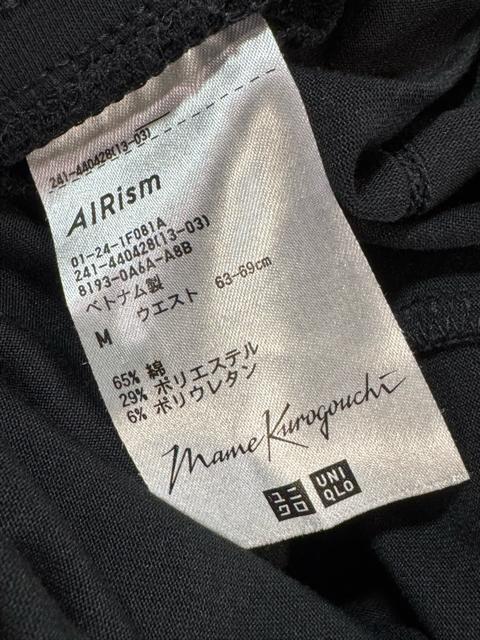 241-440428(13-03)
AIRism
01-24-1F081A
241-440428(13-03)
8193-0A6A-A8B
ベトナム製
M ウエスト 63-69cm
65% 綿
29% ポリエステル
6% ポリウレタン
Mame Kurogouchi
ユニ
クロ
UNI
QLO